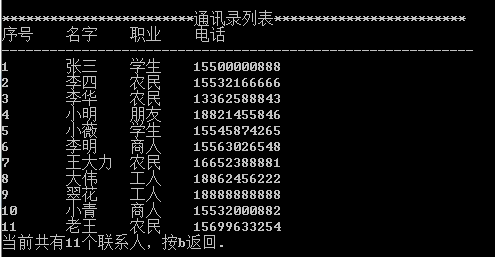 ************************通讯录列表************************
序号 名字 职业 电话
-----------------------------------------------------------
1 张三 学生 15500000888
2 李四 农民 15532166666
3 李华 农民 13362588843
4 小明 朋友 18821455846
5 小薇 学生 15545874265
6 李明 商人 15563026548
7 王大力 农民 16652388881
8 大伟 工人 18862456222
9 翠花 工人 18888888888
10 小青 商人 15532000882
11 老王 农民 15699633254
当前共有11个联系人，按b返回.